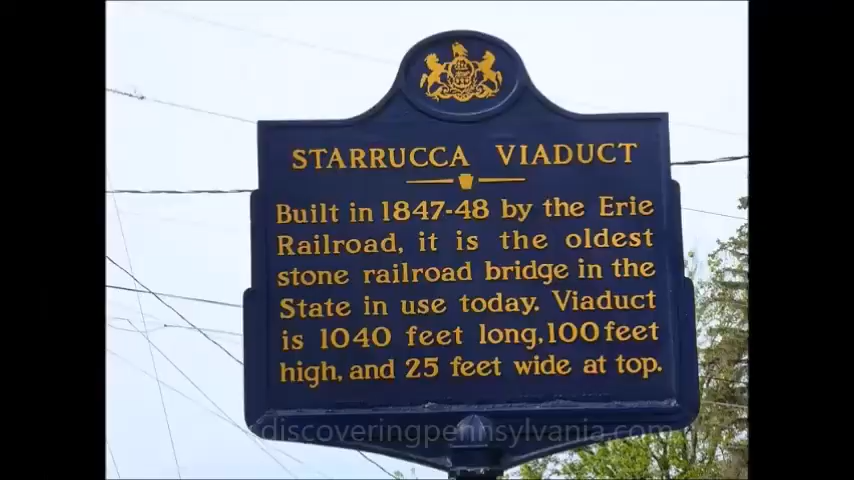 STARRUCCA VIADUCT
Built in 1847-48 by the Erie
Railroad, it is the oldest
stone railroad bridge in the
State in use today. Viaduct
is 1040 feet long, 100 feet
high, and 25 feet wide at top.
discoveringpennsylvania.com